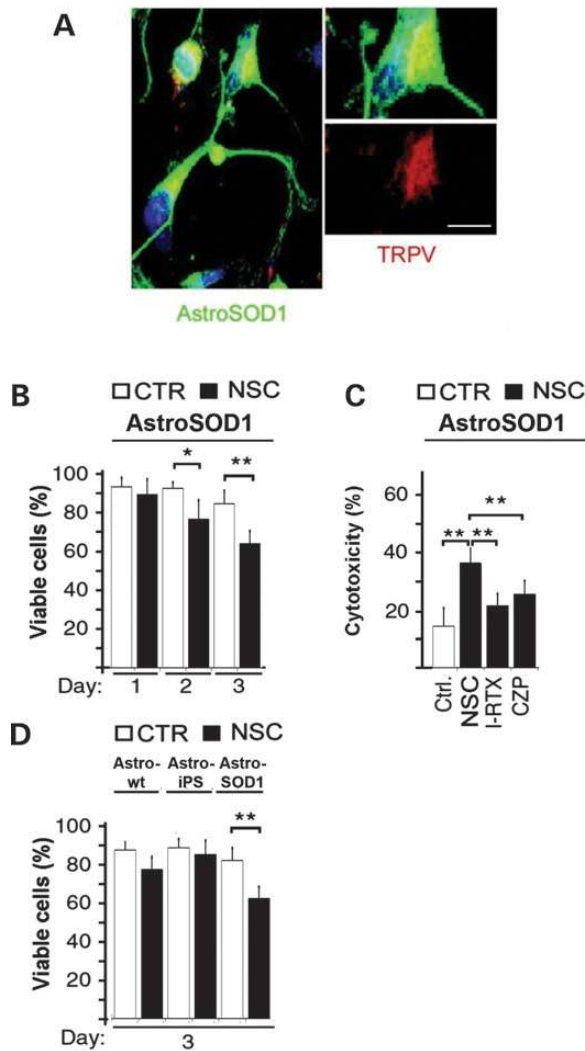 A
TRPV
AstroSOD1
B
CTR NSC
AstroSOD1
* **
Viable cells (%)
100
80
60
40
20
Day: 1 2 3
C
CTR NSC
AstroSOD1
**
** **
Cytotoxicity (%)
60
40
20
Ctrl.
NSC
I-RTX
CZP
D
CTR NSC
Astro- Astro- Astro-
wt iPS SOD1
**
Viable cells (%)
100
80
60
80
40
20
Day: 3